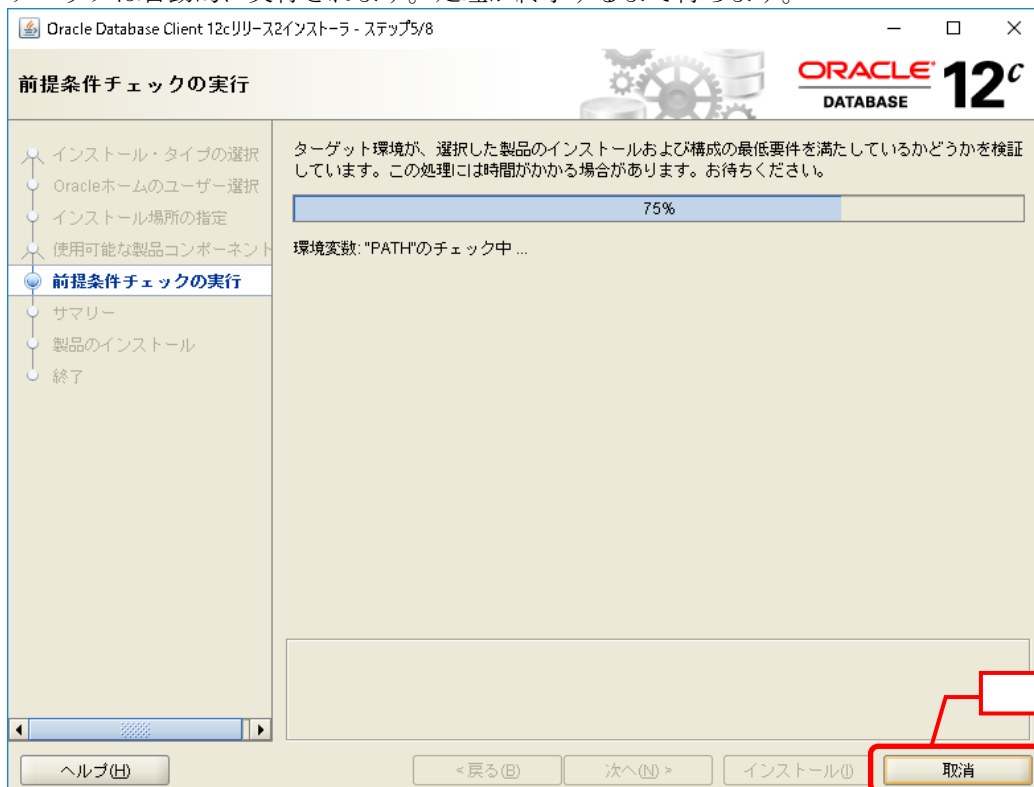 Oracle Database Client 12cリリース2インストーラ - ステップ5/8
前提条件チェックの実行
ORACLE
DATABASE
12c
インストール・タイプの選択
Oracleホームのユーザー選択
インストール場所の指定
使用可能な製品コンポーネント
前提条件チェックの実行
サマリー
製品のインストール
終了
ターゲット環境が、選択した製品のインストールおよび構成の最低要件を満たしているかどうかを検証
しています。この処理には時間がかかる場合があります。お待ちください。
75%
環境変数: "PATH"のチェック中 ...
ヘルプ(H)
< 戻る(B)
次へ(N) >
インストール(I)
取消